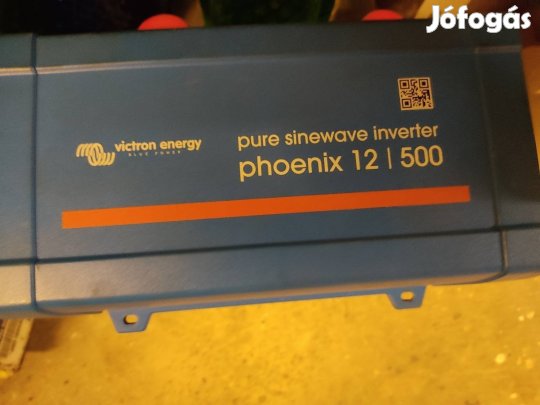 Jófogás
victron energy
BLUE POWER
pure sinewave inverter
phoenix 12 | 500